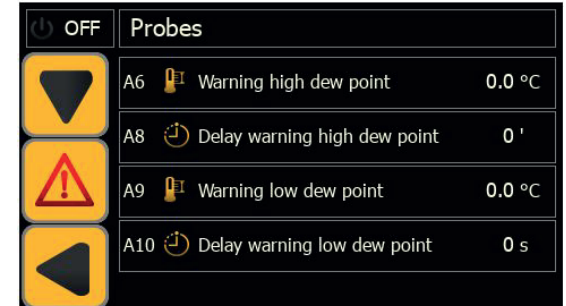 OFF Probes
A6 Warning high dew point 0.0 °C
A8 Delay warning high dew point 0 '
A9 Warning low dew point 0.0 °C
A10 Delay warning low dew point 0 s